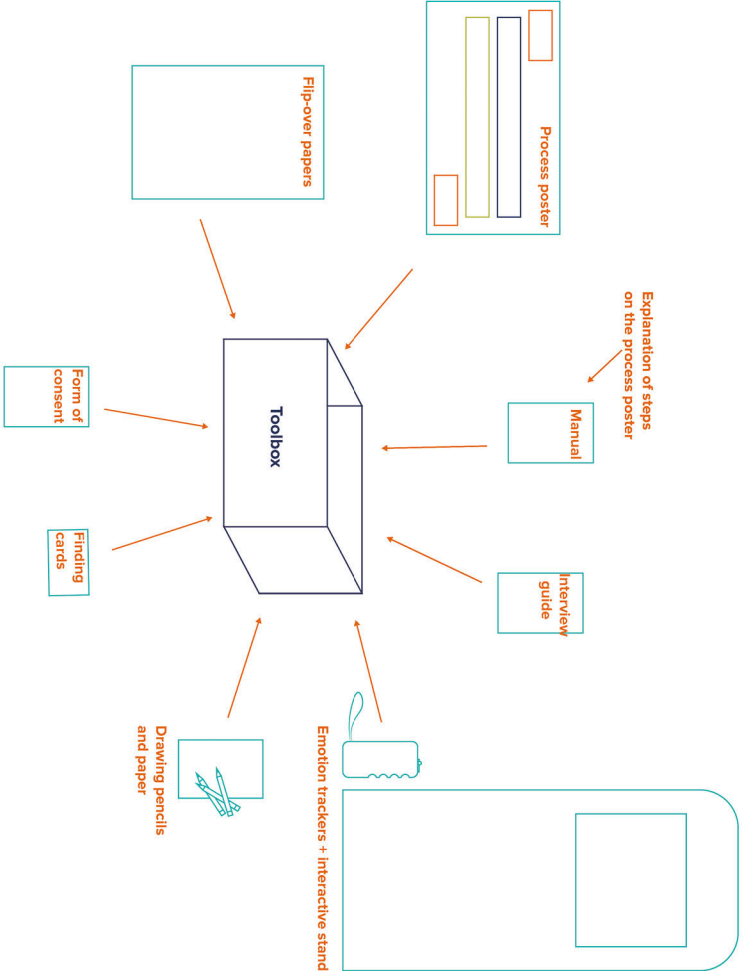 Process poster
Explanation of steps
on the process poster
Manual
Interview
guide
Flip-over papers
Toolbox
Emotion trackers + interactive stand
Form of
consent
Finding
cards
Drawing pencils
and paper